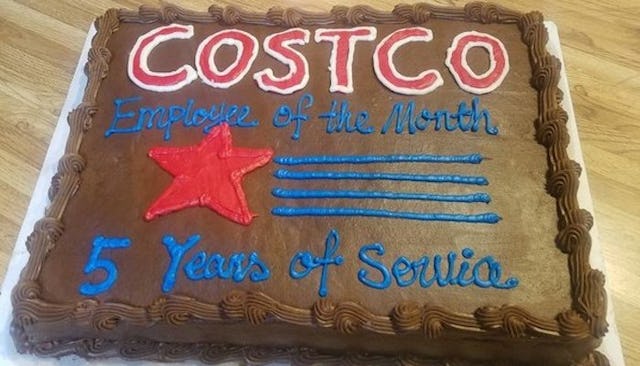 COSTCO
Employee of the Month
5 Years of Service